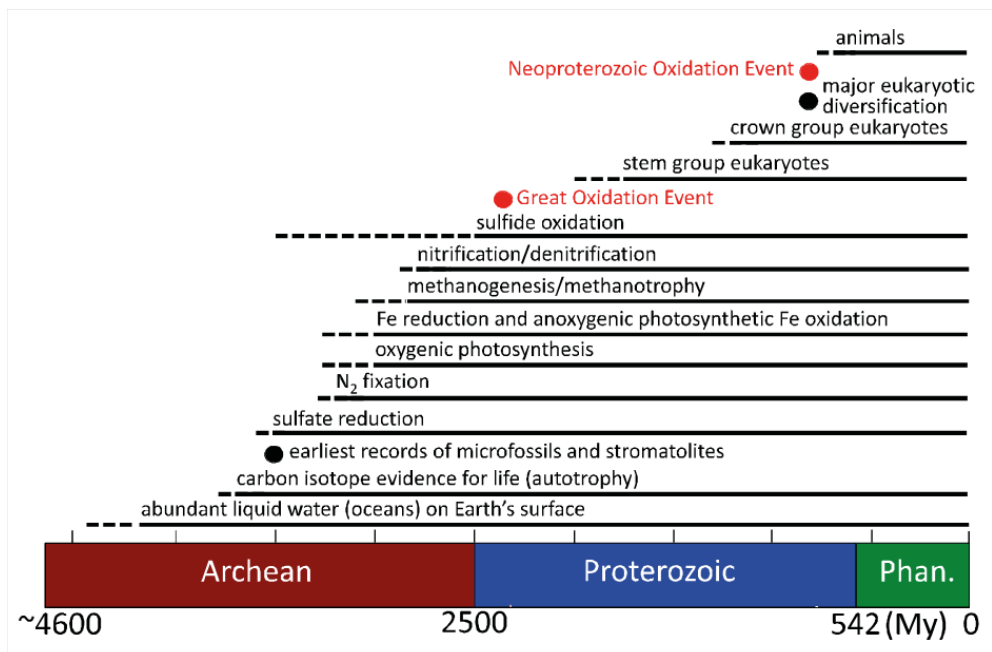 animals
Neoproterozoic Oxidation Event
major eukaryotic
diversification
crown group eukaryotes
stem group eukaryotes
Great Oxidation Event
sulfide oxidation
nitrification/denitrification
methanogenesis/methanotrophy
Fe reduction and anoxygenic photosynthetic Fe oxidation
oxygenic photosynthesis
N₂ fixation
sulfate reduction
earliest records of microfossils and stromatolites
carbon isotope evidence for life (autotrophy)
abundant liquid water (oceans) on Earth's surface
Archean Proterozoic Phan.
~4600 2500 542 (My) 0